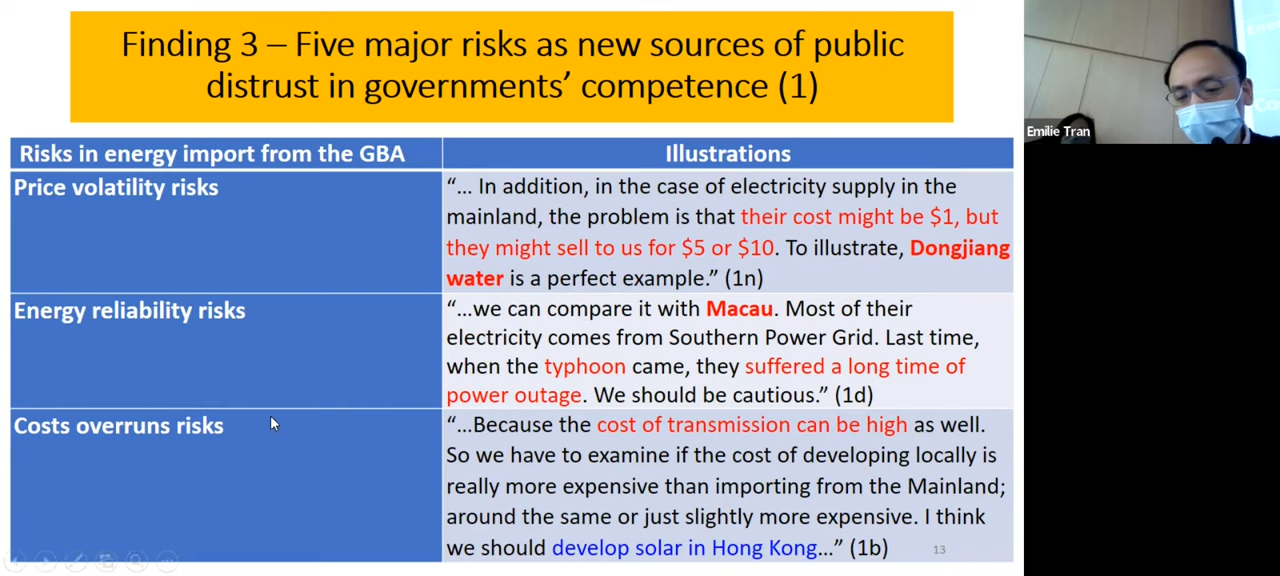 Finding 3 – Five major risks as new sources of public
distrust in governments’ competence (1)
Risks in energy import from the GBA
Illustrations
Price volatility risks
“… In addition, in the case of electricity supply in the
mainland, the problem is that their cost might be $1, but
they might sell to us for $5 or $10. To illustrate, Dongjiang
water is a perfect example.” (1n)
Energy reliability risks
“…we can compare it with Macau. Most of their
electricity comes from Southern Power Grid. Last time,
when the typhoon came, they suffered a long time of
power outage. We should be cautious.” (1d)
Costs overruns risks
“…Because the cost of transmission can be high as well.
So we have to examine if the cost of developing locally is
really more expensive than importing from the Mainland;
around the same or just slightly more expensive. I think
we should develop solar in Hong Kong…” (1b)
13
Emilie Tran